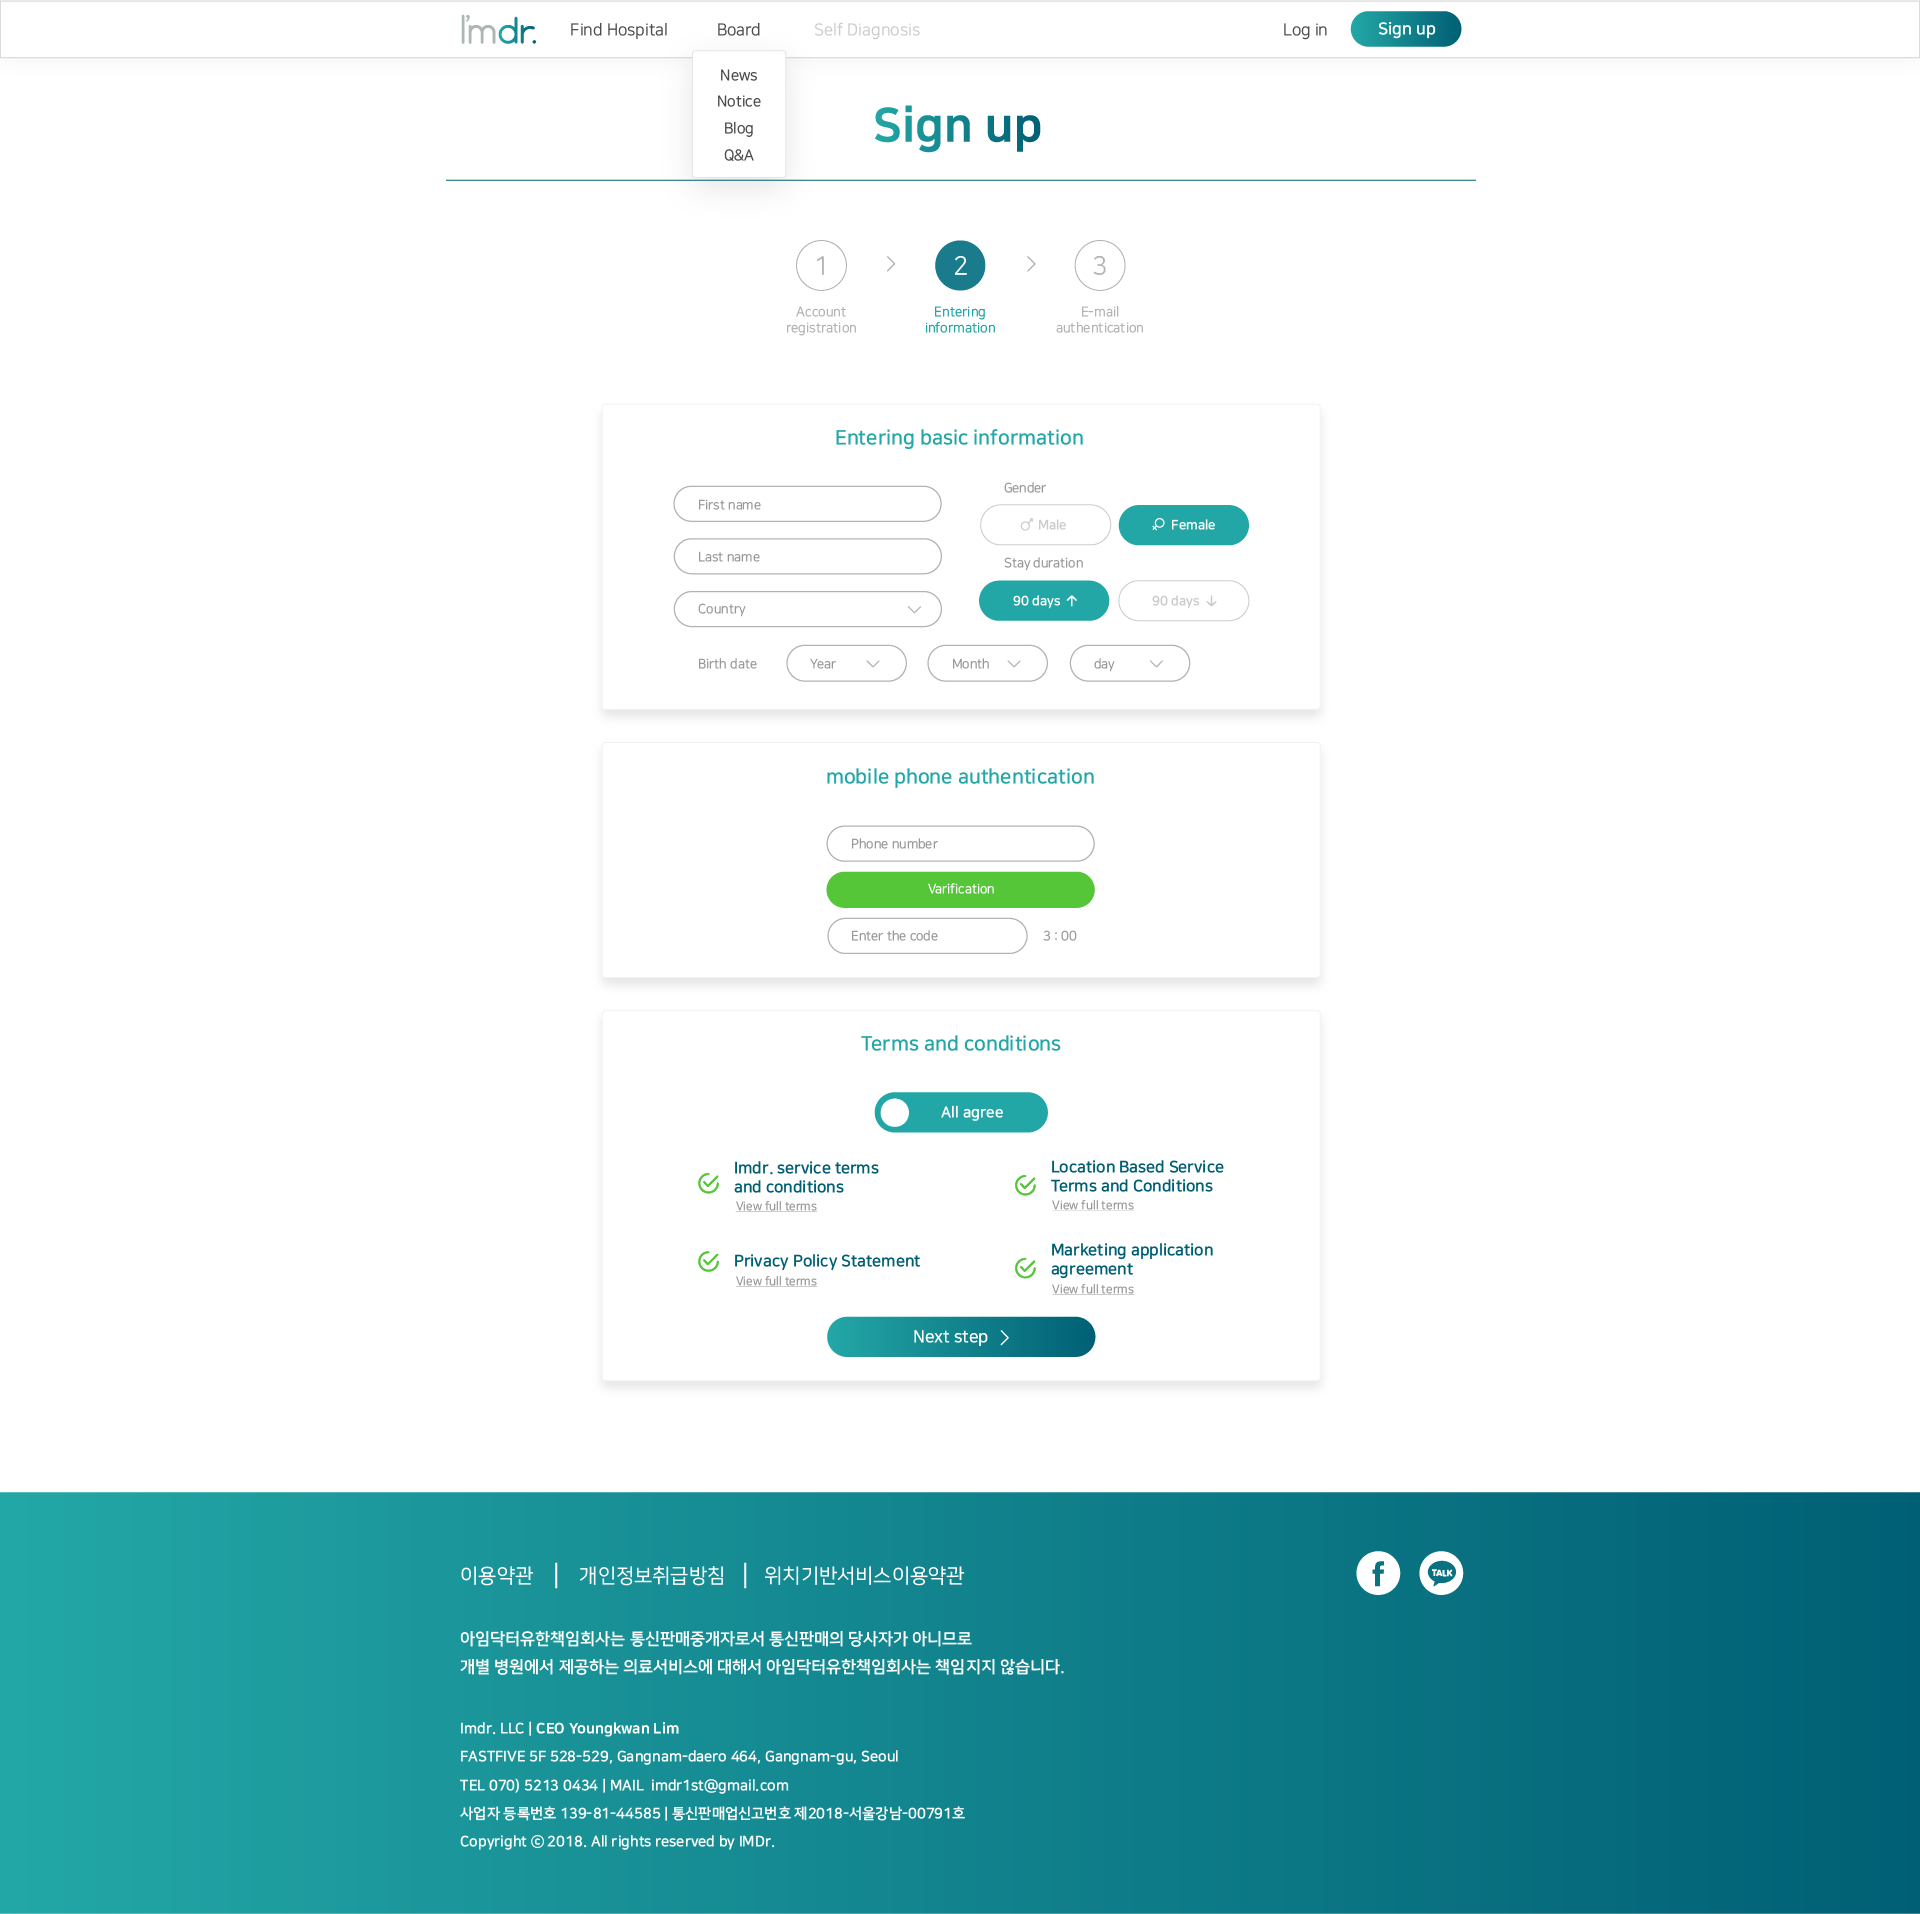 I'mdr.
Find Hospital
Board
Self Diagnosis
Log in
Sign up
News
Notice
Blog
Q&A
Sign up
1
2
3
Account
registration
Entering
information
E-mail
authentication
Entering basic information
First name
Last name
Country
Gender
Male
Female
Stay duration
90 days ↑
90 days ↓
Birth date
Year
Month
day
mobile phone authentication
Phone number
Varification
Enter the code
3 : 00
Terms and conditions
All agree
Imdr. service terms
and conditions
View full terms
Location Based Service
Terms and Conditions
View full terms
Privacy Policy Statement
View full terms
Marketing application
agreement
View full terms
Next step
이용약관 | 개인정보취급방침 | 위치기반서비스이용약관
f
TALK
아임닥터유한책임회사는 통신판매중개자로서 통신판매의 당사자가 아니므로
개별 병원에서 제공하는 의료서비스에 대해서 아임닥터유한책임회사는 책임지지 않습니다.
Imdr. LLC | CEO Youngkwan Lim
FASTFIVE 5F 528-529, Gangnam-daero 464, Gangnam-gu, Seoul
TEL 070) 5213 0434 | MAIL imdr1st@gmail.com
사업자 등록번호 139-81-44585 | 통신판매업신고번호 제2018-서울강남-00791호
Copyright ⓒ 2018. All rights reserved by IMDr.